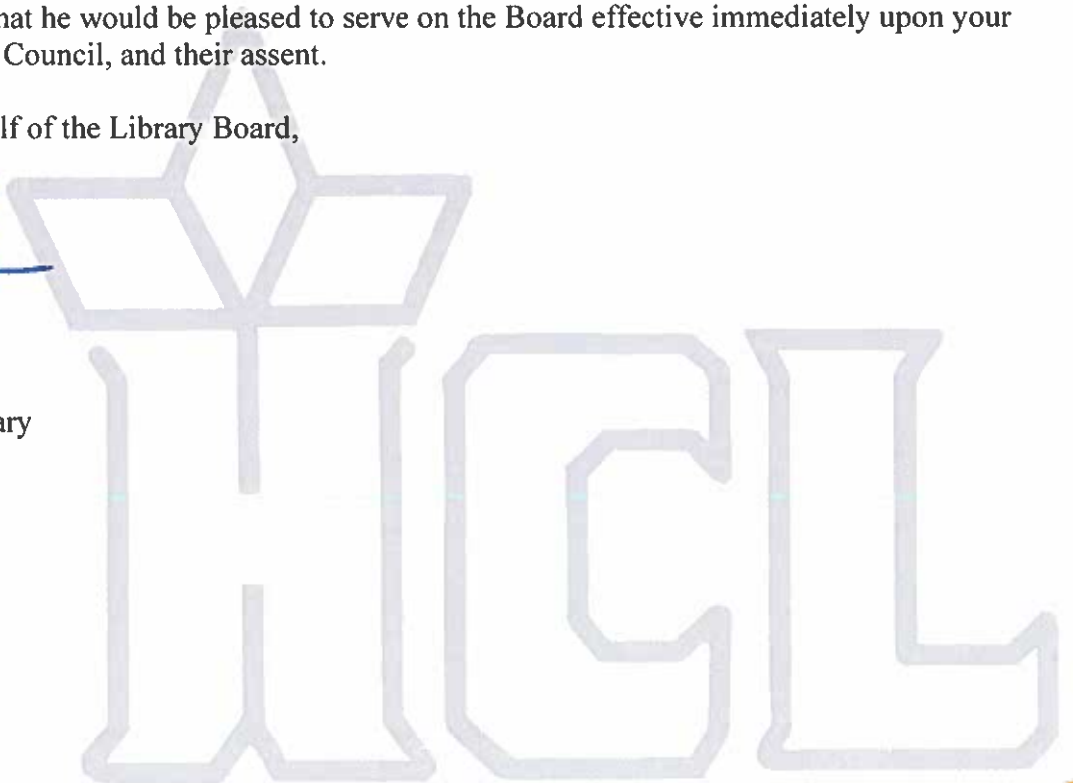 hat he would be pleased to serve on the Board effective immediately upon your
Council, and their assent.
lf of the Library Board,
ary
HCL